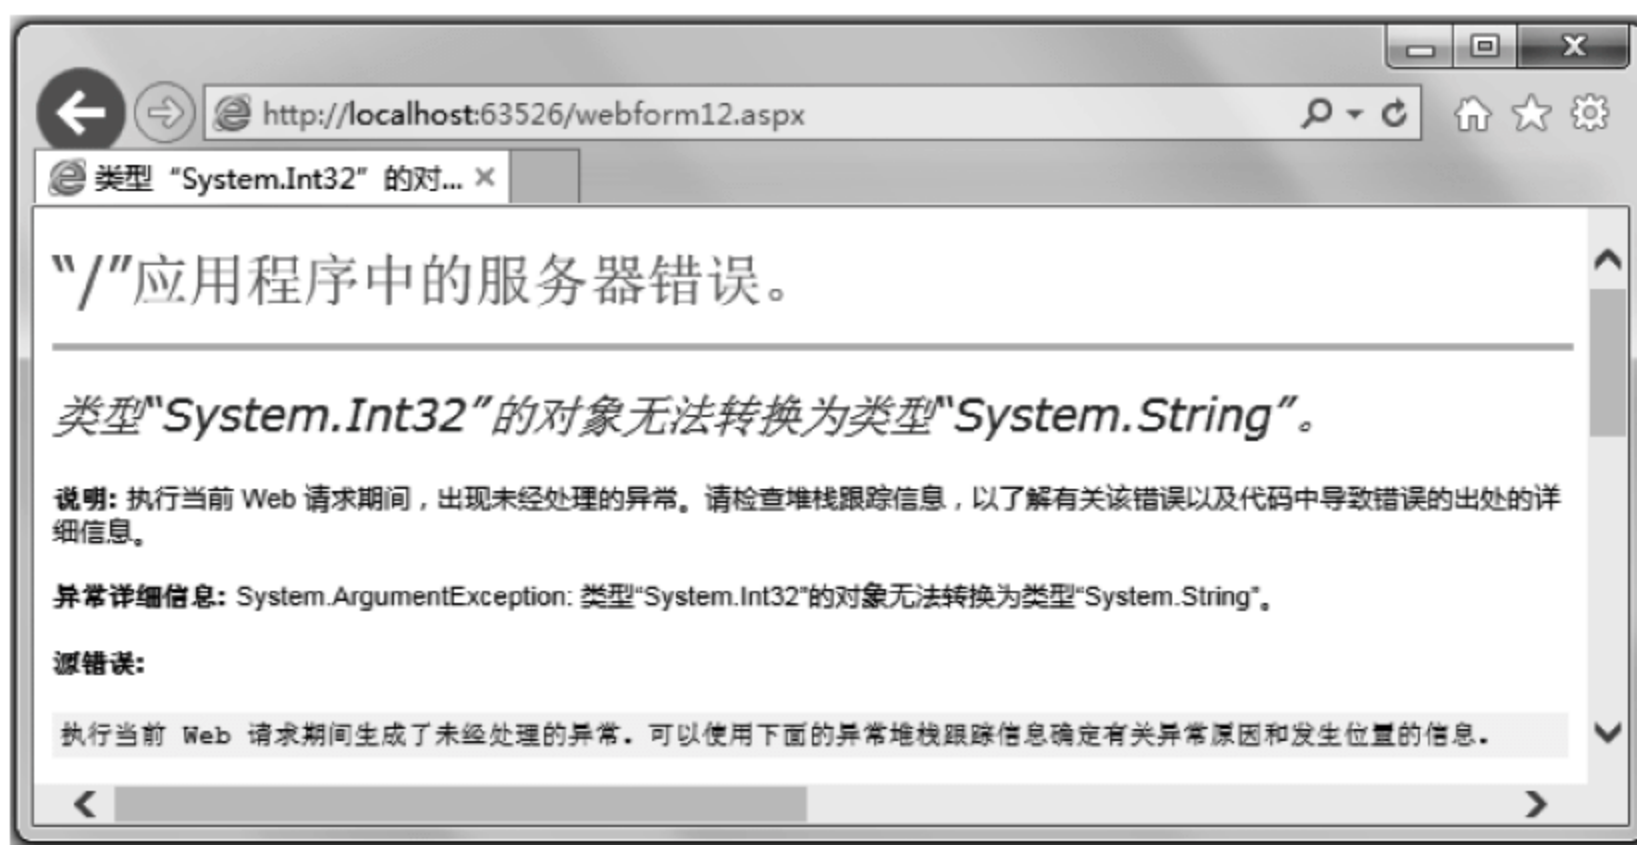 http://localhost:63526/webform12.aspx
类型“System.Int32”的对...
“/”应用程序中的服务器错误。
类型“System.Int32”的对象无法转换为类型“System.String”。
说明: 执行当前 Web 请求期间，出现未经处理的异常。请检查堆栈跟踪信息，以了解有关该错误以及代码中导致错误的出处的详
细信息。
异常详细信息: System.ArgumentException: 类型“System.Int32”的对象无法转换为类型“System.String”。
源错误:
执行当前 Web 请求期间生成了未经处理的异常. 可以使用下面的异常堆栈跟踪信息确定有关异常原因和发生位置的信息.